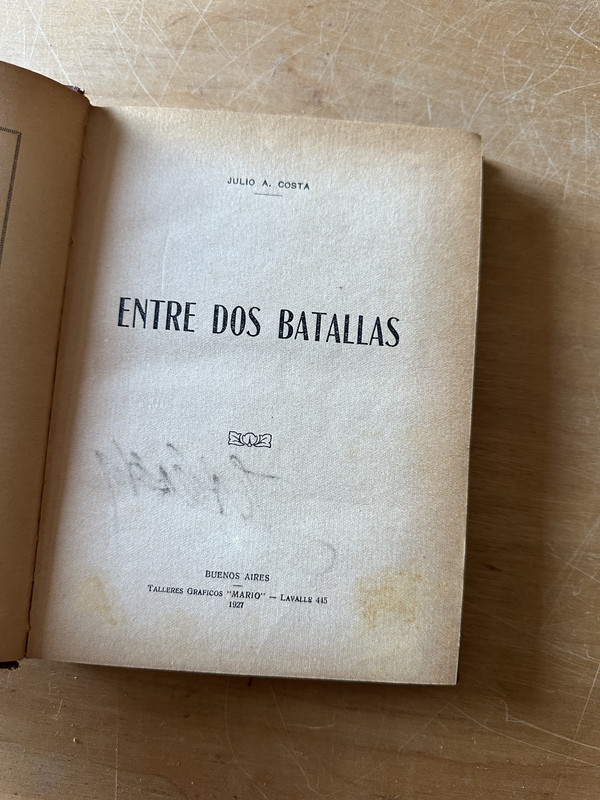 JULIO A. COSTA
ENTRE DOS BATALLAS
BUENOS AIRES
TALLERES GRAFICOS "MARIO" — LAVALLE 445
1927